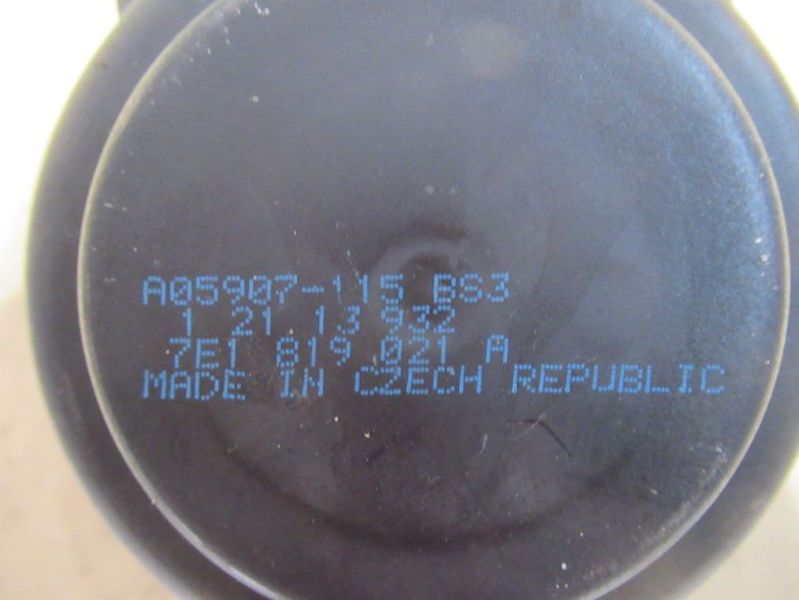 A05907-115 BS3
1 21 13 932
7E1 819 021 A
MADE IN CZECH REPUBLIC